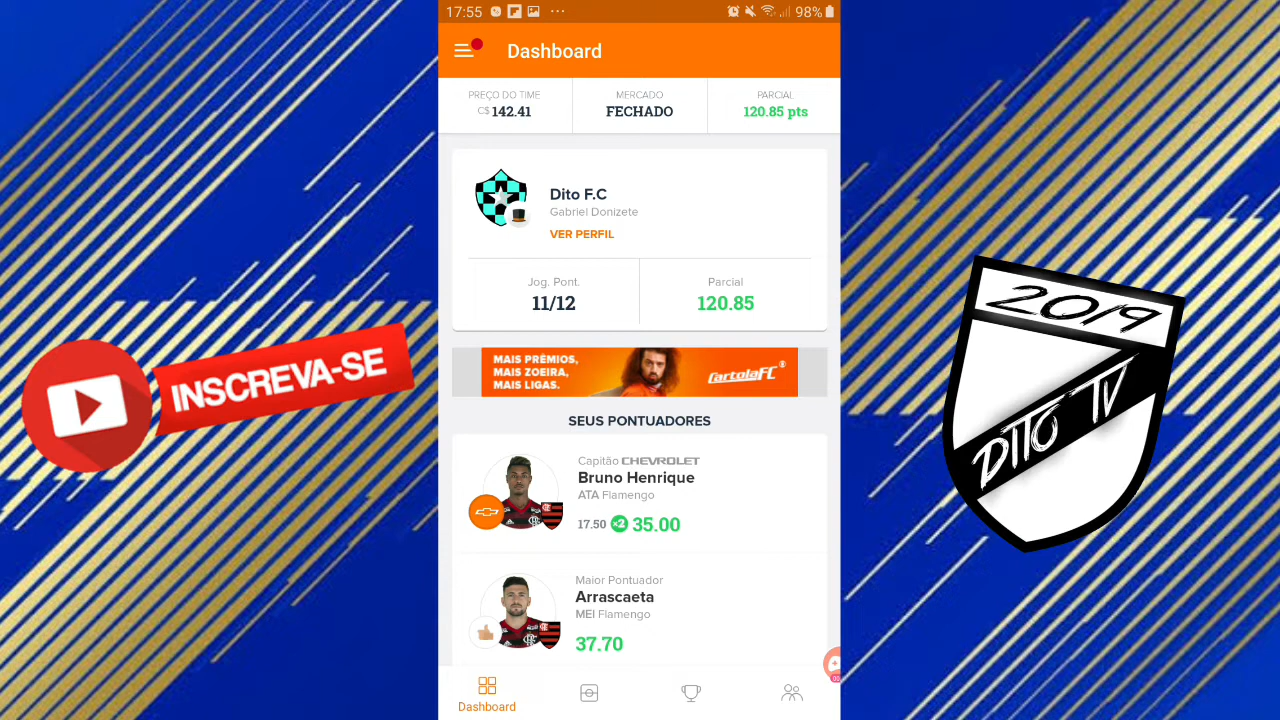 17:55
98%
Dashboard
PREÇO DO TIME
C$ 142.41
MERCADO
FECHADO
PARCIAL
120.85 pts
Dito F.C
Gabriel Donizete
VER PERFIL
Jog. Pont.
11/12
Parcial
120.85
MAIS PRÊMIOS,
MAIS ZOEIRA,
MAIS LIGAS.
CartolaFC
SEUS PONTUADORES
Capitão CHEVROLET
Bruno Henrique
ATA Flamengo
17.50 x2 35.00
Maior Pontuador
Arrascaeta
MEI Flamengo
37.70
Dashboard
INSCREVA-SE
2019
DITO TV